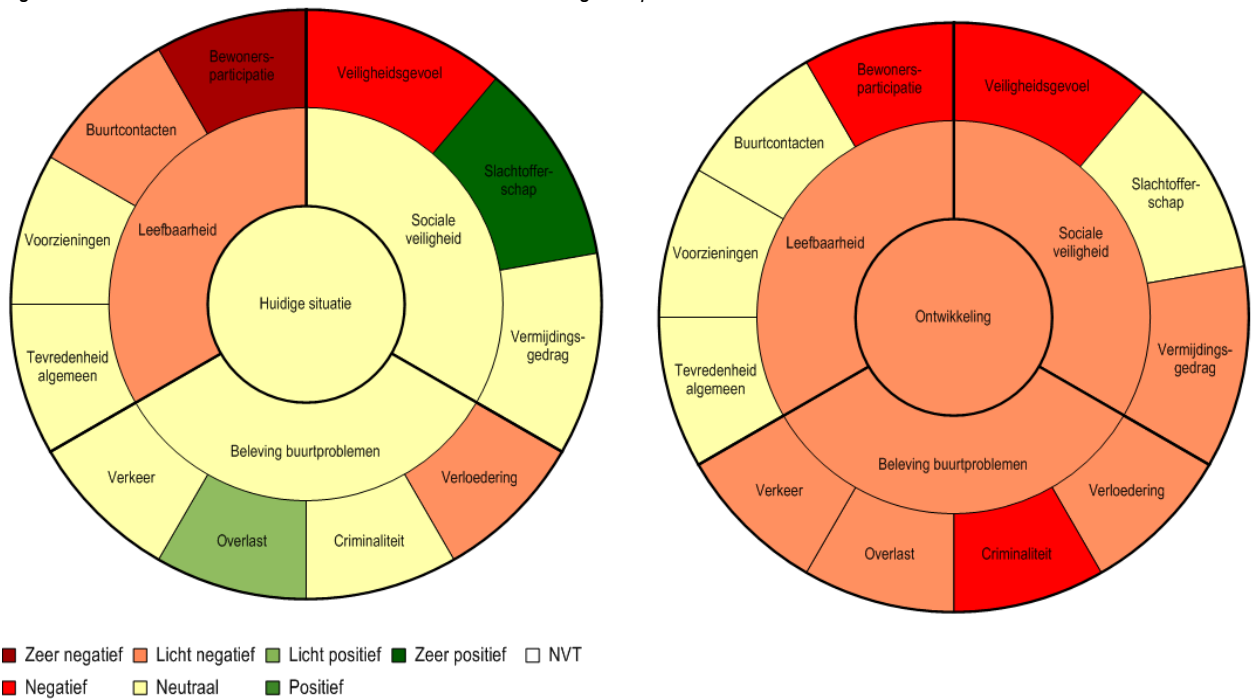 Bewoners-
participatie
Veiligheidsgevoel
Buurtcontacten
Slachtoffer-
schap
Voorzieningen
Leefbaarheid
Sociale
veiligheid
Huidige situatie
Tevredenheid
algemeen
Vermijdings-
gedrag
Beleving buurtproblemen
Verkeer
Verloedering
Overlast
Criminaliteit
Bewoners-
participatie
Veiligheidsgevoel
Buurtcontacten
Slachtoffer-
schap
Voorzieningen
Leefbaarheid
Sociale
veiligheid
Ontwikkeling
Tevredenheid
algemeen
Vermijdings-
gedrag
Beleving buurtproblemen
Verkeer
Verloedering
Overlast
Criminaliteit
Zeer negatief Licht negatief Licht positief Zeer positief NVT
Negatief Neutraal Positief